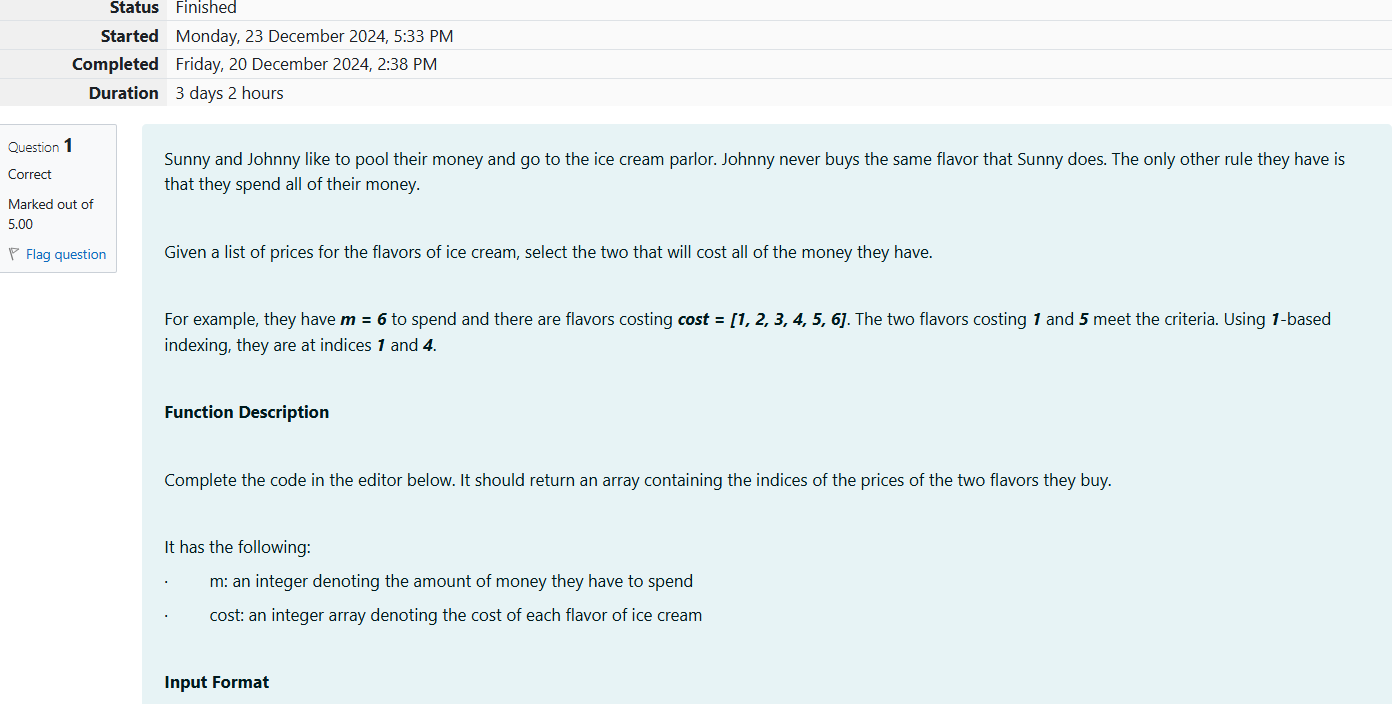 Status Finished
Started Monday, 23 December 2024, 5:33 PM
Completed Friday, 20 December 2024, 2:38 PM
Duration 3 days 2 hours
Question 1
Correct
Marked out of
5.00
Flag question
Sunny and Johnny like to pool their money and go to the ice cream parlor. Johnny never buys the same flavor that Sunny does. The only other rule they have is
that they spend all of their money.
Given a list of prices for the flavors of ice cream, select the two that will cost all of the money they have.
For example, they have m = 6 to spend and there are flavors costing cost = [1, 2, 3, 4, 5, 6]. The two flavors costing 1 and 5 meet the criteria. Using 1-based
indexing, they are at indices 1 and 4.
Function Description
Complete the code in the editor below. It should return an array containing the indices of the prices of the two flavors they buy.
It has the following:
· m: an integer denoting the amount of money they have to spend
· cost: an integer array denoting the cost of each flavor of ice cream
Input Format